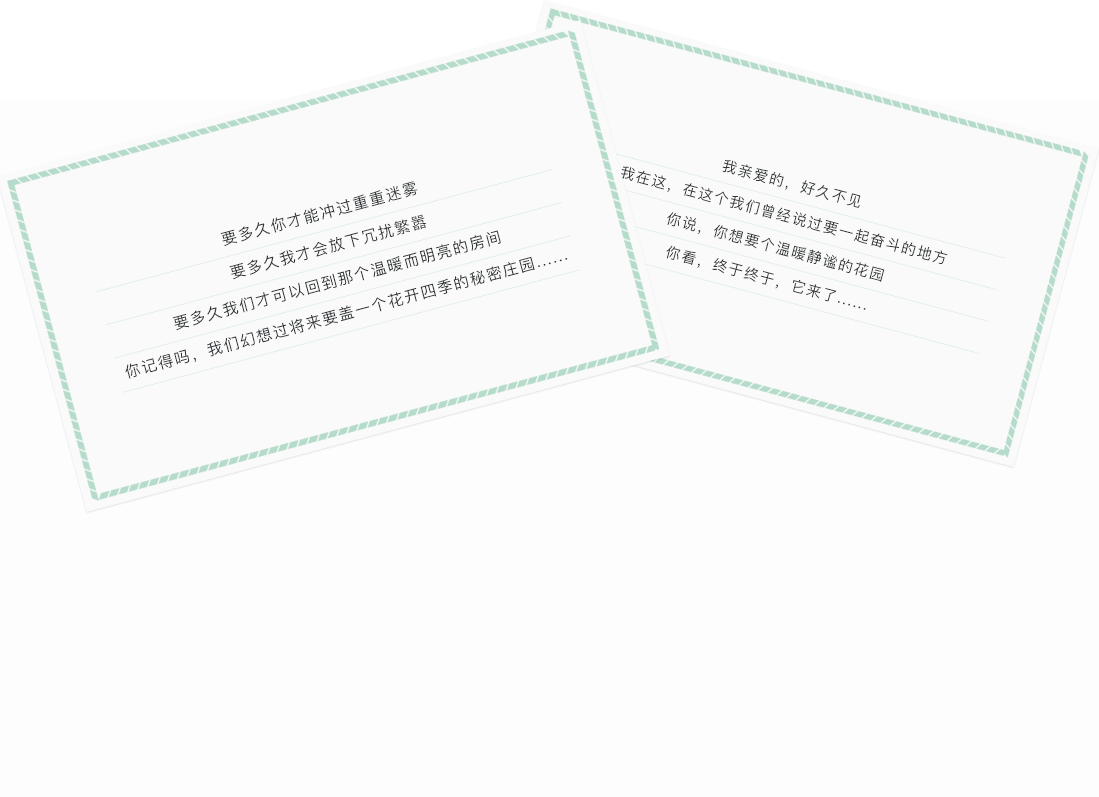 要多久你才能冲过重重迷雾
要多久我才会放下冗扰繁嚣
要多久我们才可以回到那个温暖而明亮的房间
你记得吗，我们幻想过将来要盖一个花开四季的秘密庄园......
我亲爱的，好久不见
我在这，在这个我们曾经说过要一起奋斗的地方
你说，你想要个温暖静谧的花园
你看，终于终于，它来了......